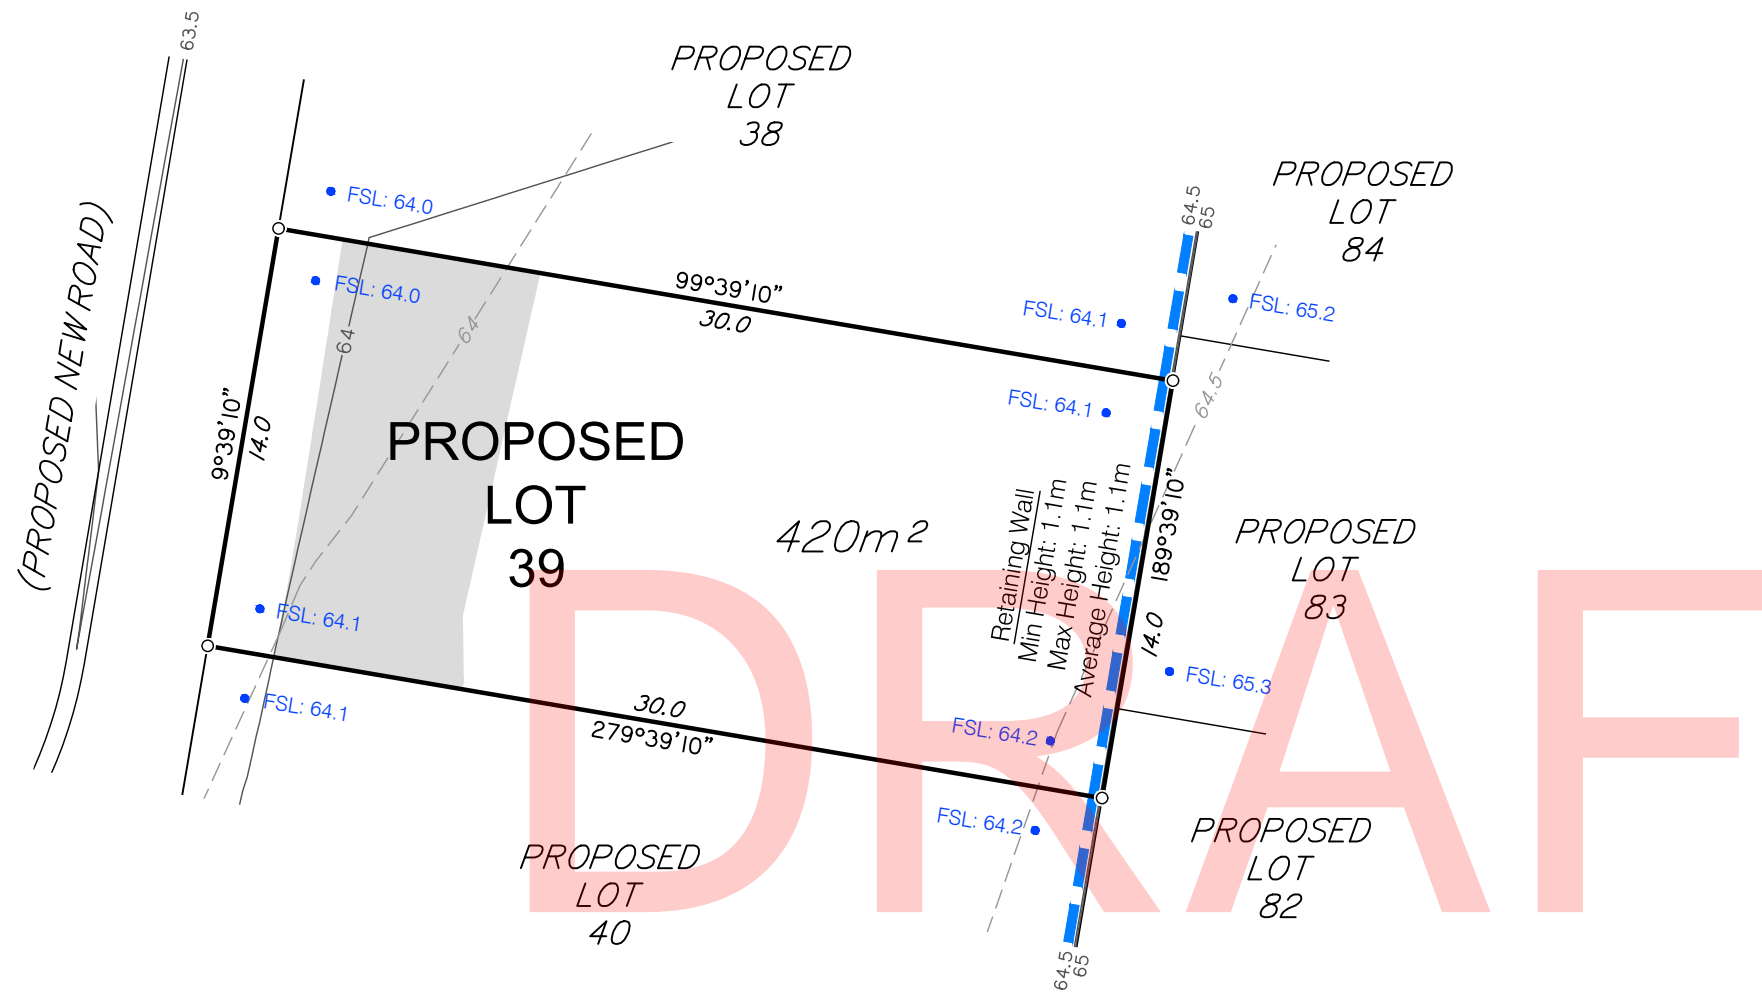 63.5
PROPOSED
LOT
38
PROPOSED
LOT
84
(PROPOSED NEW ROAD)
FSL: 64.0
64.5
65
FSL: 64.0
99°39'10"
30.0
FSL: 64.1
FSL: 65.2
64
64
FSL: 64.1
64.5
9°39'10"
14.0
PROPOSED
LOT
39
420m²
Retaining Wall
Min Height: 1.1m
Max Height: 1.1m
Average Height: 1.1m
189°39'10"
14.0
PROPOSED
LOT
83
FSL: 64.1
FSL: 64.1
30.0
279°39'10"
FSL: 65.3
FSL: 64.2
FSL: 64.2
PROPOSED
LOT
40
PROPOSED
LOT
82
64.5
65
DRAF